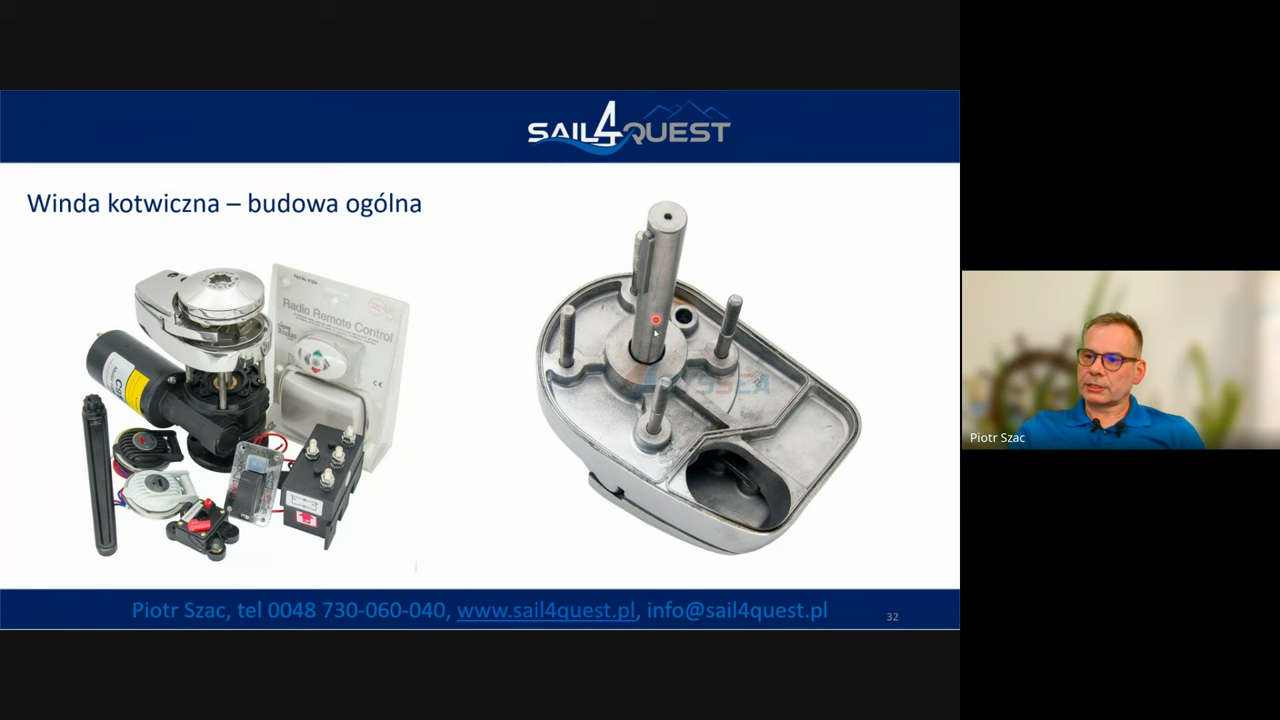 SAIL4QUEST
Winda kotwiczna – budowa ogólna
Radio Remote Control
CE
Piotr Szac
Piotr Szac, tel 0048 730-060-040, www.sail4quest.pl, info@sail4quest.pl
32